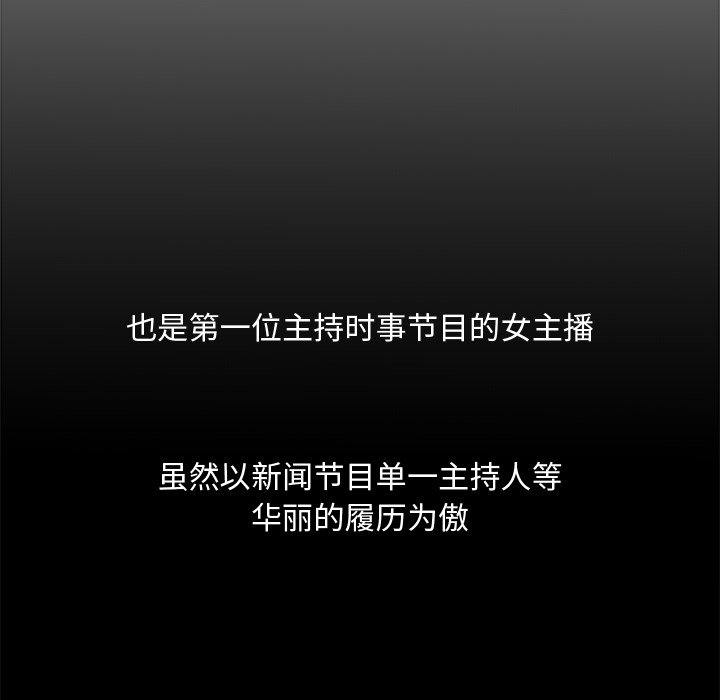 也是第一位主持时事节目的女主播
虽然以新闻节目单一主持人等
华丽的履历为傲